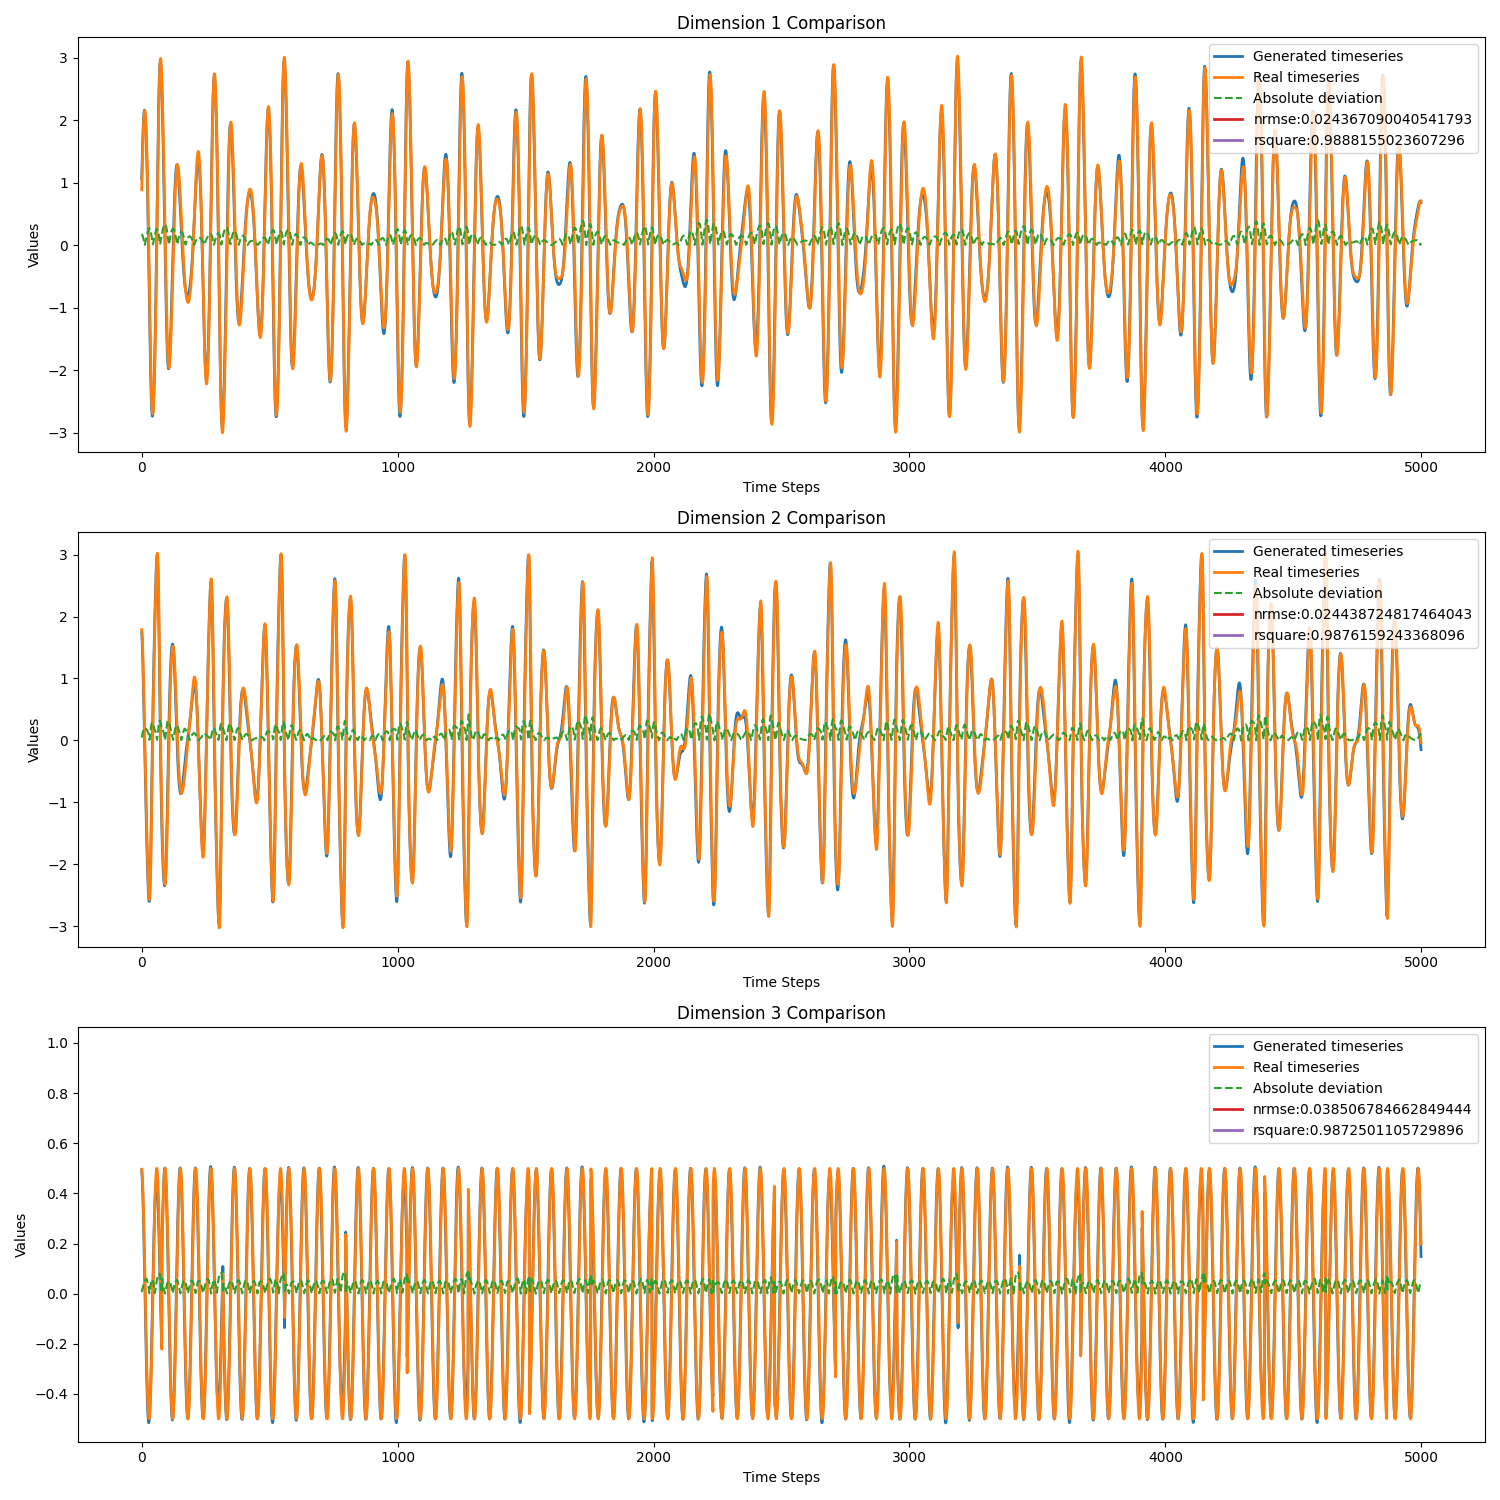 Dimension 1 Comparison
Generated timeseries
Real timeseries
Absolute deviation
nrmse:0.024367090040541793
rsquare:0.9888155023607296
3
2
1
0
−1
−2
−3
Values
0 1000 2000 3000 4000 5000
Time Steps
Dimension 2 Comparison
Generated timeseries
Real timeseries
Absolute deviation
nrmse:0.024438724817464043
rsquare:0.9876159243368096
3
2
1
0
−1
−2
−3
Values
0 1000 2000 3000 4000 5000
Time Steps
Dimension 3 Comparison
Generated timeseries
Real timeseries
Absolute deviation
nrmse:0.038506784662849444
rsquare:0.9872501105729896
1.0
0.8
0.6
0.4
0.2
0.0
−0.2
−0.4
Values
0 1000 2000 3000 4000 5000
Time Steps